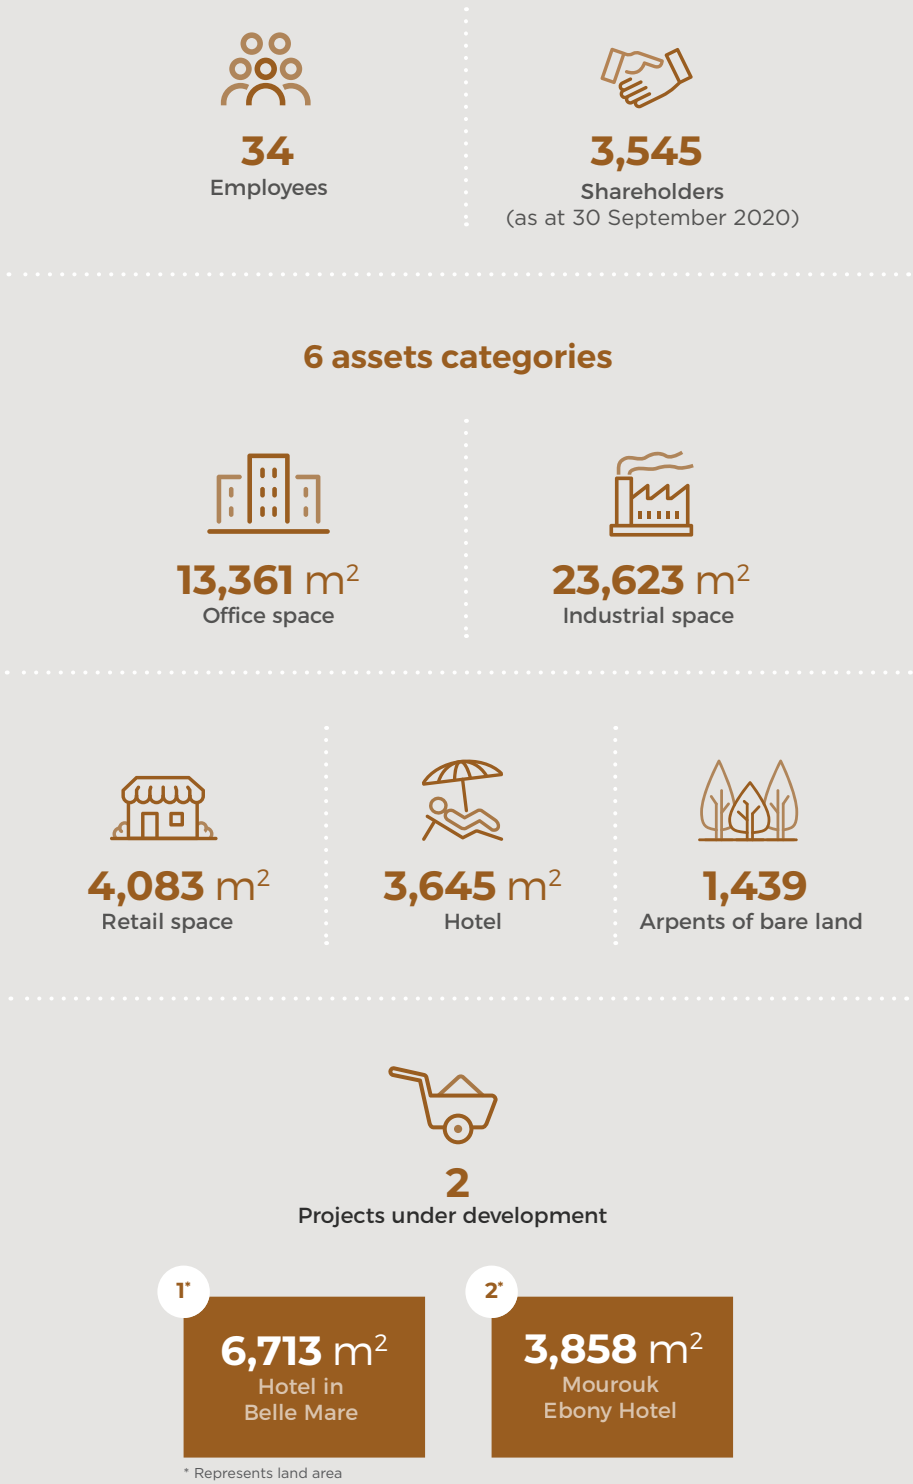 34
Employees
3,545
Shareholders
(as at 30 September 2020)
6 assets categories
13,361 m²
Office space
23,623 m²
Industrial space
4,083 m²
Retail space
3,645 m²
Hotel
1,439
Arpents of bare land
2
Projects under development
1*
6,713 m²
Hotel in
Belle Mare
2*
3,858 m²
Mourouk
Ebony Hotel
* Represents land area